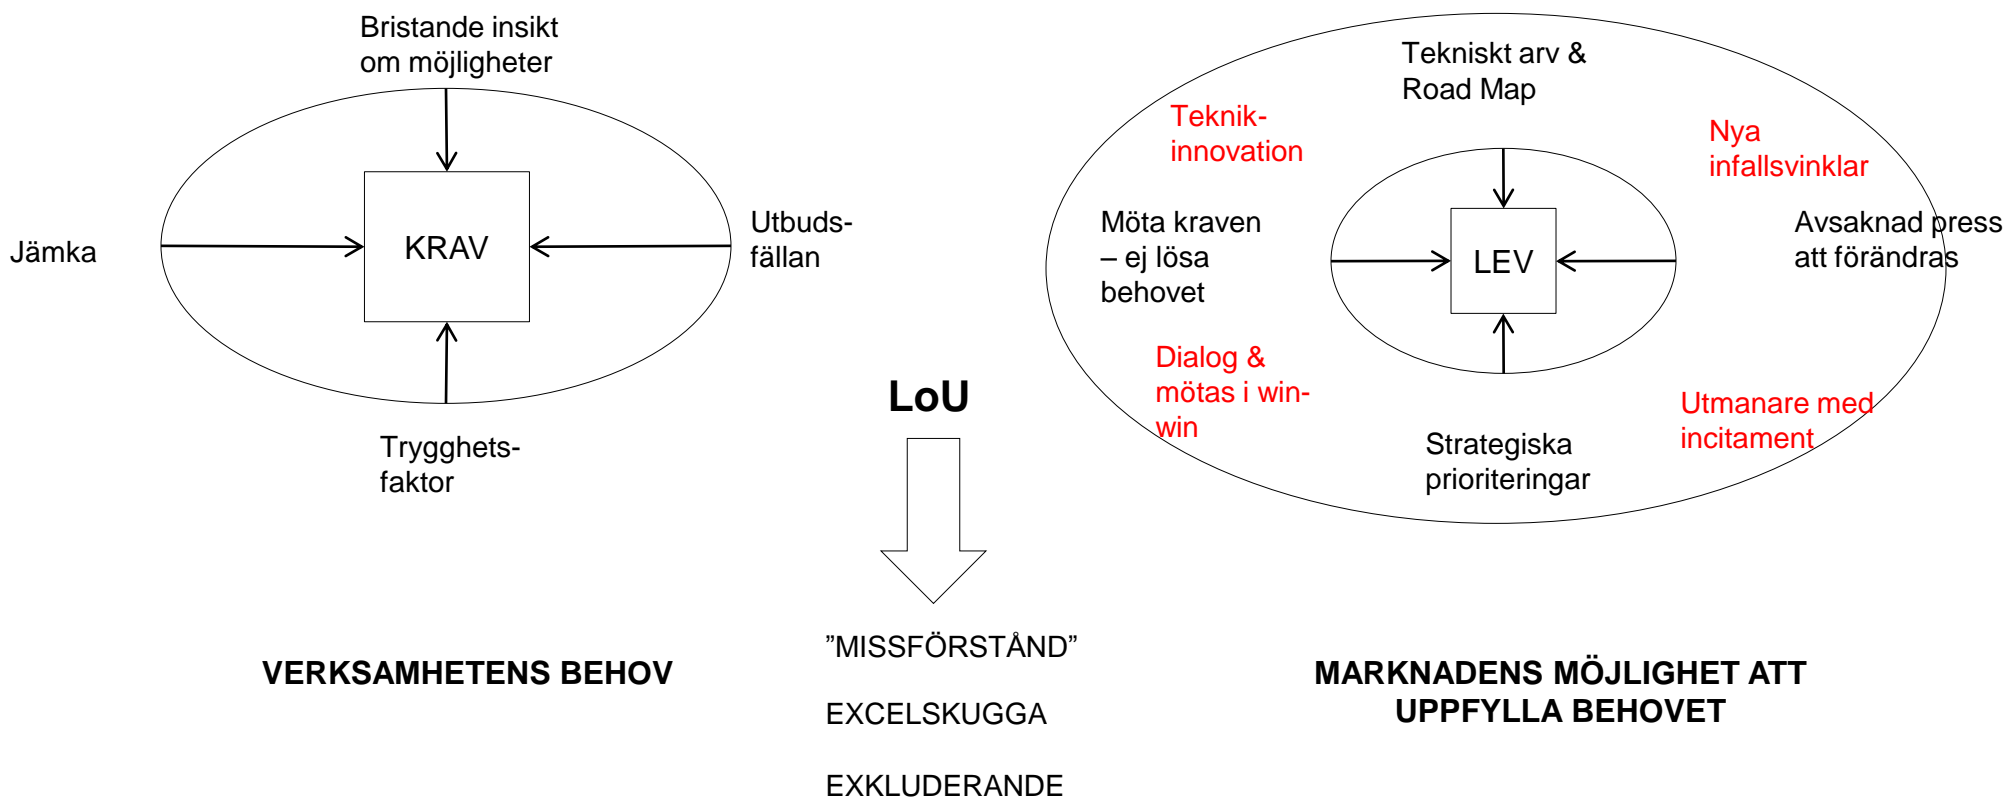 Bristande insikt
om möjligheter
Jämka
KRAV
Utbuds-
fällan
Trygghets-
faktor
VERKSAMHETENS BEHOV
LoU
”MISSFÖRSTÅND”
EXCELSKUGGA
EXKLUDERANDE
Tekniskt arv &
Road Map
Teknik-
innovation
Nya
infallsvinklar
Möta kraven
– ej lösa
behovet
LEV
Avsaknad press
att förändras
Dialog &
mötas i win-
win
Utmanare med
incitament
Strategiska
prioriteringar
MARKNADENS MÖJLIGHET ATT
UPPFYLLA BEHOVET